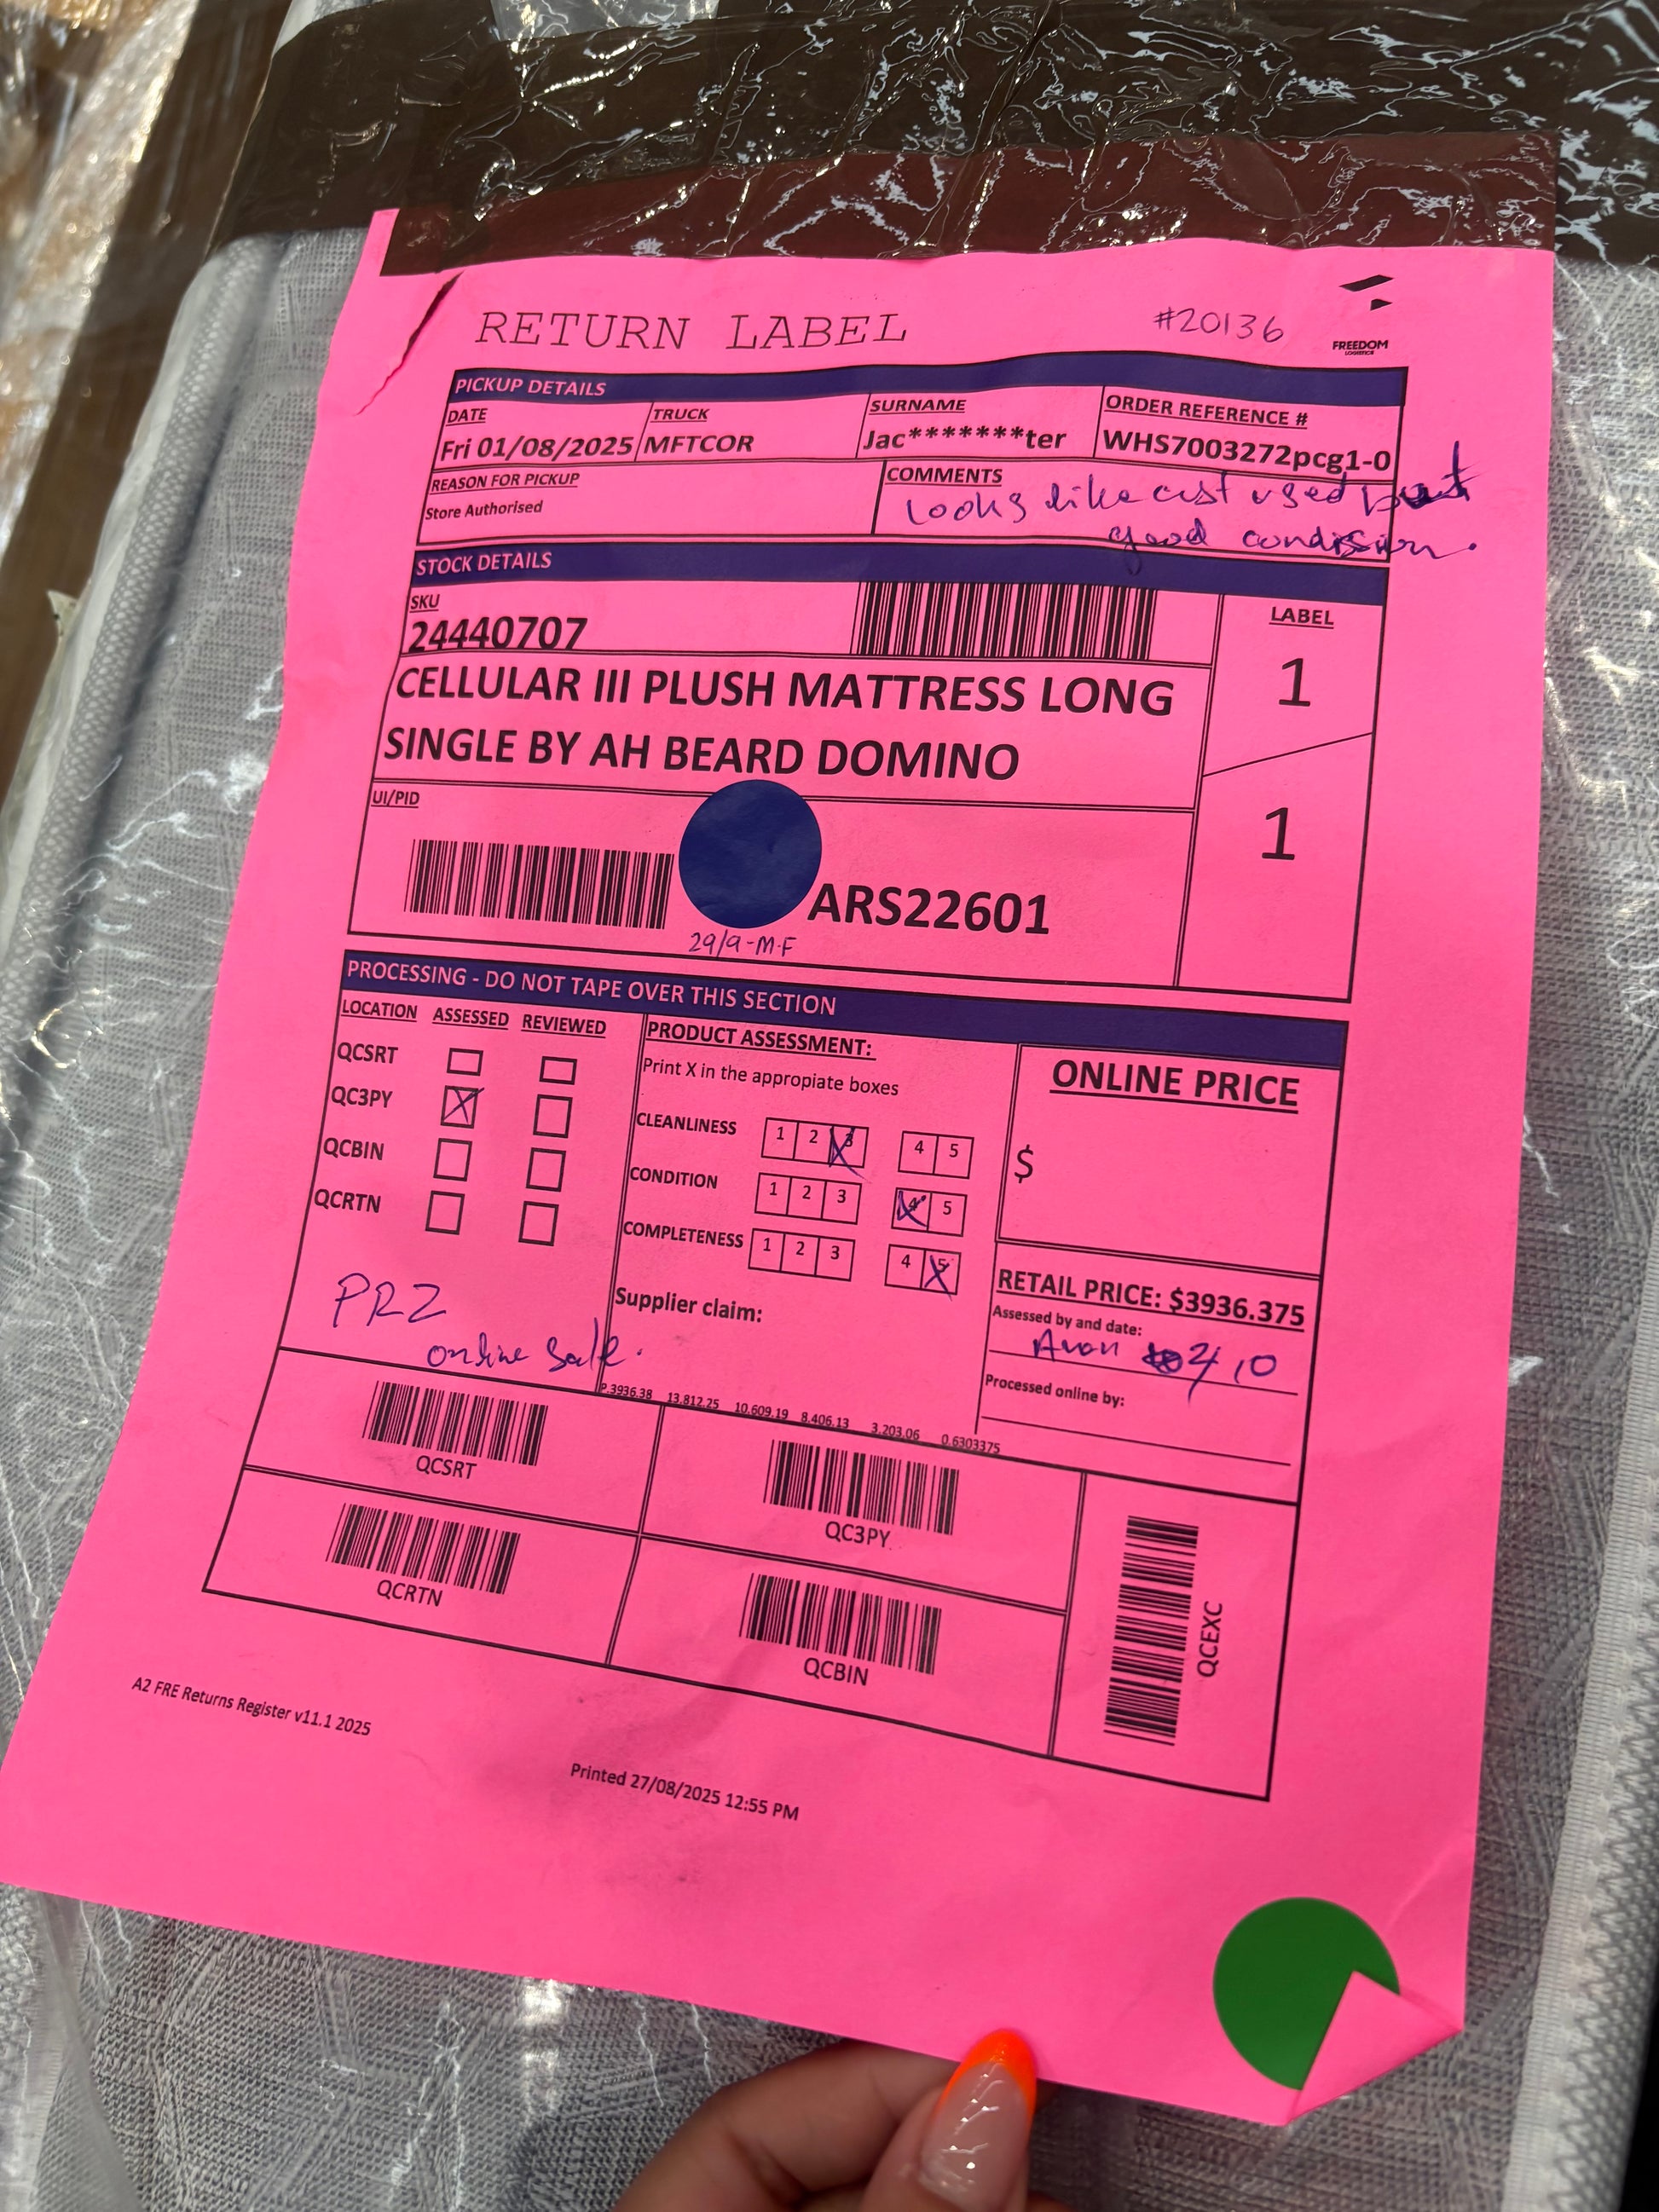 RETURN LABEL
#20136
FREEDOM
LOGISTICS
PICKUP DETAILS
DATE TRUCK SURNAME ORDER REFERENCE #
Fri 01/08/2025 MFTCOR Jac*******ter WHS7003272pcg1-0
REASON FOR PICKUP
Store Authorised
COMMENTS
Looks like cust used but
good condission.
STOCK DETAILS
SKU
24440707
LABEL
1
1
CELLULAR III PLUSH MATTRESS LONG
SINGLE BY AH BEARD DOMINO
UI/PID
ARS22601
29/9-M.F
PROCESSING - DO NOT TAPE OVER THIS SECTION
LOCATION ASSESSED REVIEWED
QCSRT
QC3PY X
QCBIN
QCRTN
PRZ
online sale.
PRODUCT ASSESSMENT:
Print X in the appropiate boxes
CLEANLINESS 1 2 3 4 5
CONDITION 1 2 3 4 5
COMPLETENESS 1 2 3 4 5
Supplier claim:
ONLINE PRICE
$
RETAIL PRICE: $3936.375
Assessed by and date:
2/10
Processed online by:
P.3936.38 13.812.25 10.609.19 8.406.13 3.203.06 0.6303375
QCSRT
QC3PY
QCRTN
QCBIN
QCEXC
A2 FRE Returns Register v11.1 2025
Printed 27/08/2025 12:55 PM